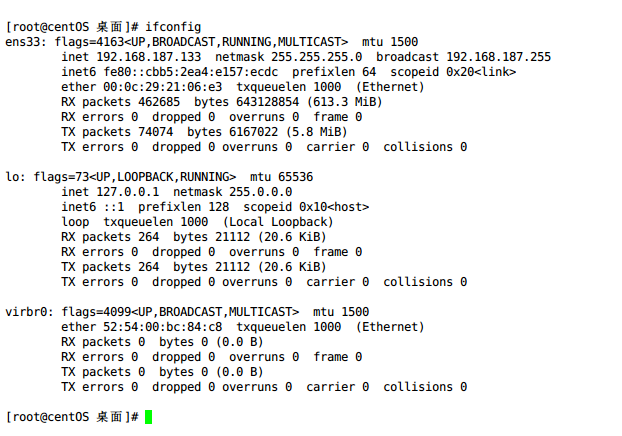 [root@centOS 桌面]# ifconfig
ens33: flags=4163<UP,BROADCAST,RUNNING,MULTICAST>  mtu 1500
        inet 192.168.187.133  netmask 255.255.255.0  broadcast 192.168.187.255
        inet6 fe80::cbb5:2ea4:e157:ecdc  prefixlen 64  scopeid 0x20<link>
        ether 00:0c:29:21:06:e3  txqueuelen 1000  (Ethernet)
        RX packets 462685  bytes 643128854 (613.3 MiB)
        RX errors 0  dropped 0  overruns 0  frame 0
        TX packets 74074  bytes 6167022 (5.8 MiB)
        TX errors 0  dropped 0 overruns 0  carrier 0  collisions 0

lo: flags=73<UP,LOOPBACK,RUNNING>  mtu 65536
        inet 127.0.0.1  netmask 255.0.0.0
        inet6 ::1  prefixlen 128  scopeid 0x10<host>
        loop  txqueuelen 1000  (Local Loopback)
        RX packets 264  bytes 21112 (20.6 KiB)
        RX errors 0  dropped 0  overruns 0  frame 0
        TX packets 264  bytes 21112 (20.6 KiB)
        TX errors 0  dropped 0 overruns 0  carrier 0  collisions 0

virbr0: flags=4099<UP,BROADCAST,MULTICAST>  mtu 1500
        ether 52:54:00:bc:84:c8  txqueuelen 1000  (Ethernet)
        RX packets 0  bytes 0 (0.0 B)
        RX errors 0  dropped 0  overruns 0  frame 0
        TX packets 0  bytes 0 (0.0 B)
        TX errors 0  dropped 0 overruns 0  carrier 0  collisions 0

[root@centOS 桌面]#